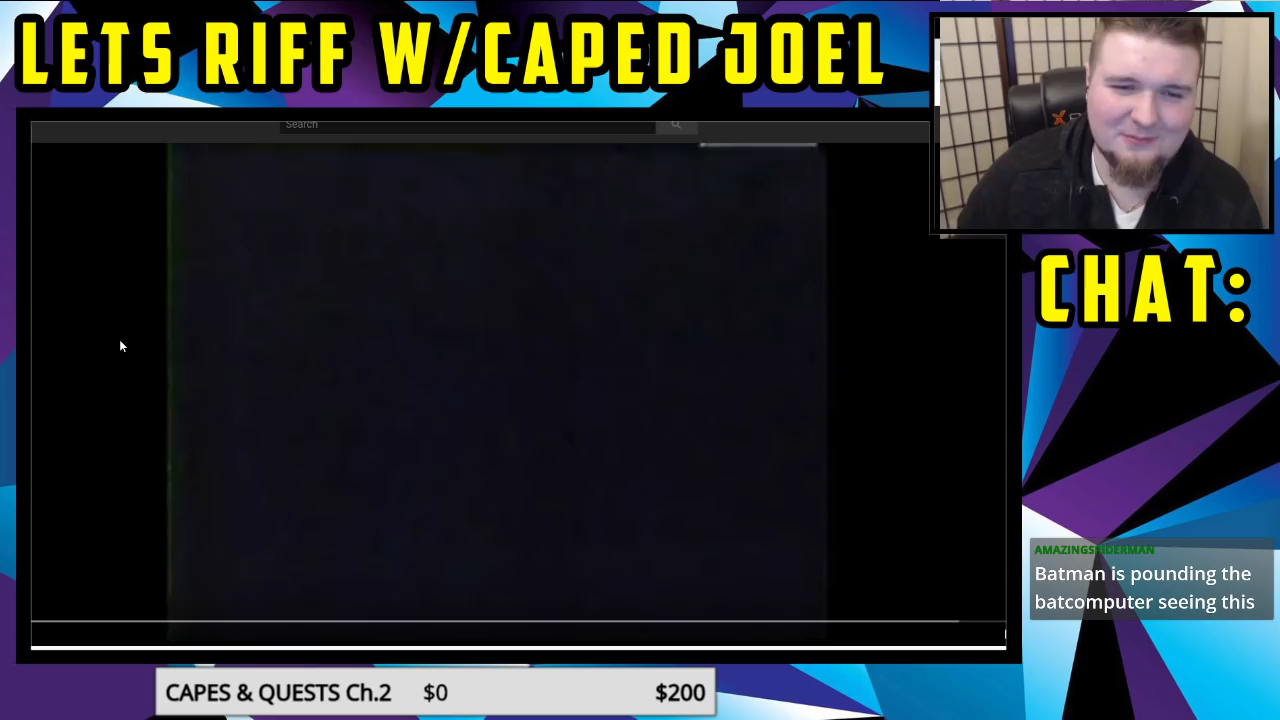 LETS RIFF W/CAPED JOEL
Search
CHAT:
Batman is pounding the
batcomputer seeing this
CAPES & QUESTS Ch.2 $0 $200